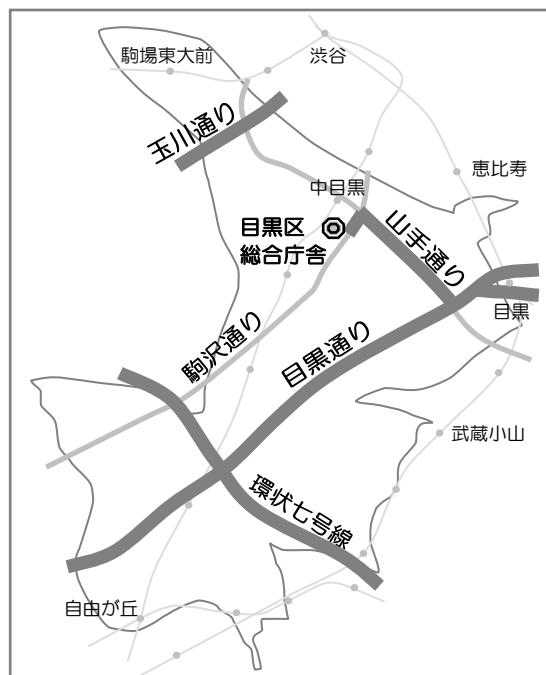 駒場東大前
渋谷
玉川通り
恵比寿
中目黒
目黒区
総合庁舎
山手通り
目黒
駒沢通り
目黒通り
武蔵小山
環状七号線
自由が丘